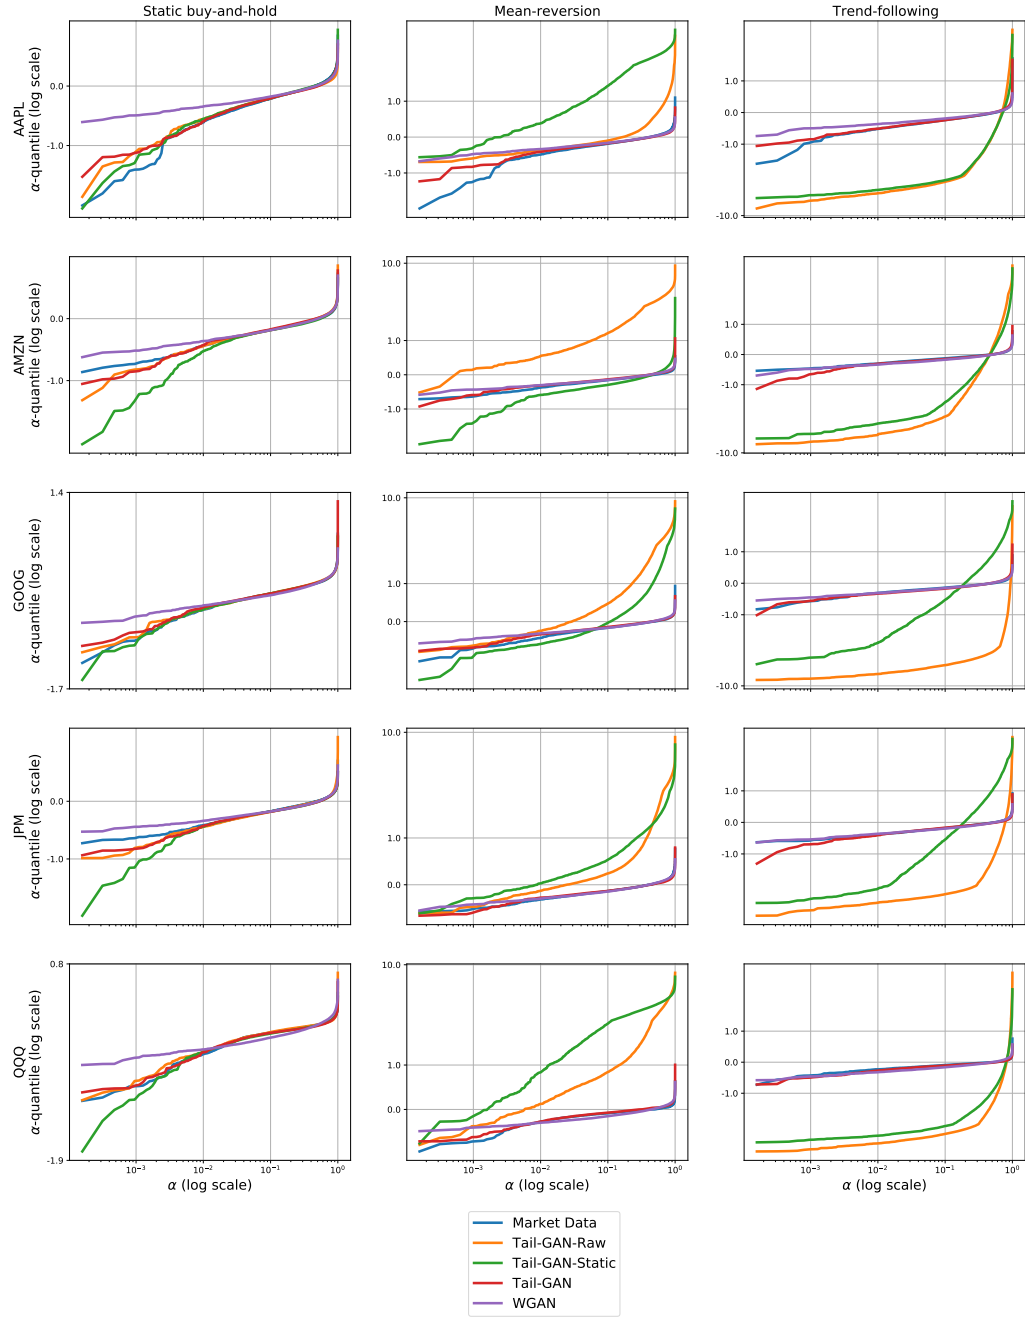 Static buy-and-hold
Mean-reversion
Trend-following
AAPL
α-quantile (log scale)
0.0
-1.0
1.0
0.0
-1.0
1.0
0.0
-1.0
-10.0
AMZN
α-quantile (log scale)
0.0
-1.0
10.0
1.0
0.0
-1.0
1.0
0.0
-1.0
-10.0
GOOG
α-quantile (log scale)
1.4
-1.7
10.0
1.0
0.0
1.0
0.0
-1.0
-10.0
JPM
α-quantile (log scale)
0.0
-1.0
10.0
1.0
0.0
1.0
0.0
-1.0
QQQ
α-quantile (log scale)
0.8
-1.9
10.0
1.0
0.0
1.0
0.0
-1.0
10⁻³ 10⁻² 10⁻¹ 10⁰
10⁻³ 10⁻² 10⁻¹ 10⁰
10⁻³ 10⁻² 10⁻¹ 10⁰
α (log scale)
α (log scale)
α (log scale)
Market Data
Tail-GAN-Raw
Tail-GAN-Static
Tail-GAN
WGAN